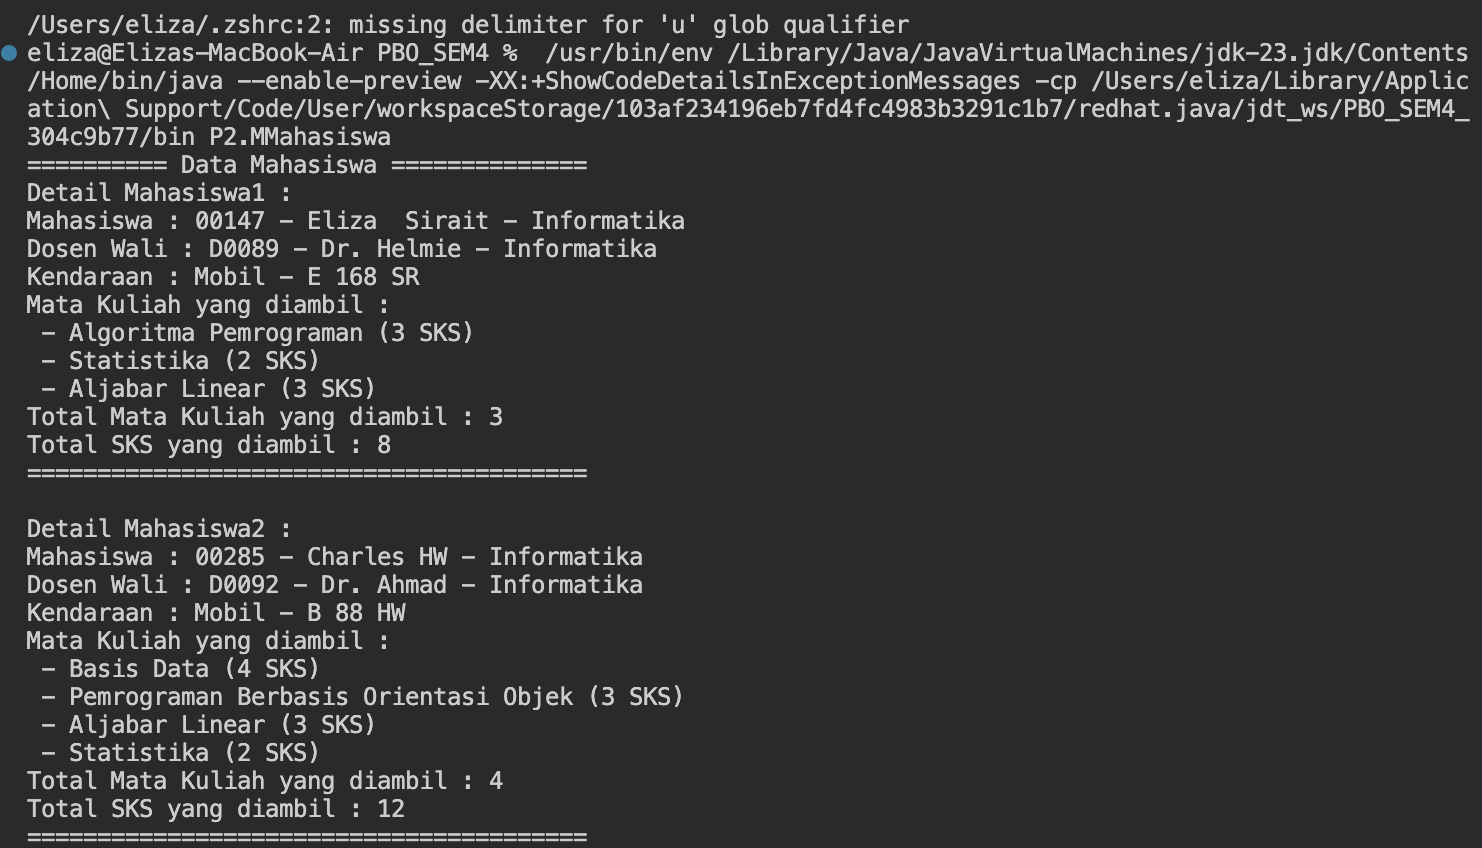 /Users/eliza/.zshrc:2: missing delimiter for 'u' glob qualifier
eliza@Elizas-MacBook-Air PBO_SEM4 %  /usr/bin/env /Library/Java/JavaVirtualMachines/jdk-23.jdk/Contents
/Home/bin/java --enable-preview -XX:+ShowCodeDetailsInExceptionMessages -cp /Users/eliza/Library/Applic
ation\ Support/Code/User/workspaceStorage/103af234196eb7fd4fc4983b3291c1b7/redhat.java/jdt_ws/PBO_SEM4_
304c9b77/bin P2.MMahasiswa
========== Data Mahasiswa ==============
Detail Mahasiswa1 :
Mahasiswa : 00147 - Eliza  Sirait - Informatika
Dosen Wali : D0089 - Dr. Helmie - Informatika
Kendaraan : Mobil - E 168 SR
Mata Kuliah yang diambil :
 - Algoritma Pemrograman (3 SKS)
 - Statistika (2 SKS)
 - Aljabar Linear (3 SKS)
Total Mata Kuliah yang diambil : 3
Total SKS yang diambil : 8
========================================

Detail Mahasiswa2 :
Mahasiswa : 00285 - Charles HW - Informatika
Dosen Wali : D0092 - Dr. Ahmad - Informatika
Kendaraan : Mobil - B 88 HW
Mata Kuliah yang diambil :
 - Basis Data (4 SKS)
 - Pemrograman Berbasis Orientasi Objek (3 SKS)
 - Aljabar Linear (3 SKS)
 - Statistika (2 SKS)
Total Mata Kuliah yang diambil : 4
Total SKS yang diambil : 12
========================================